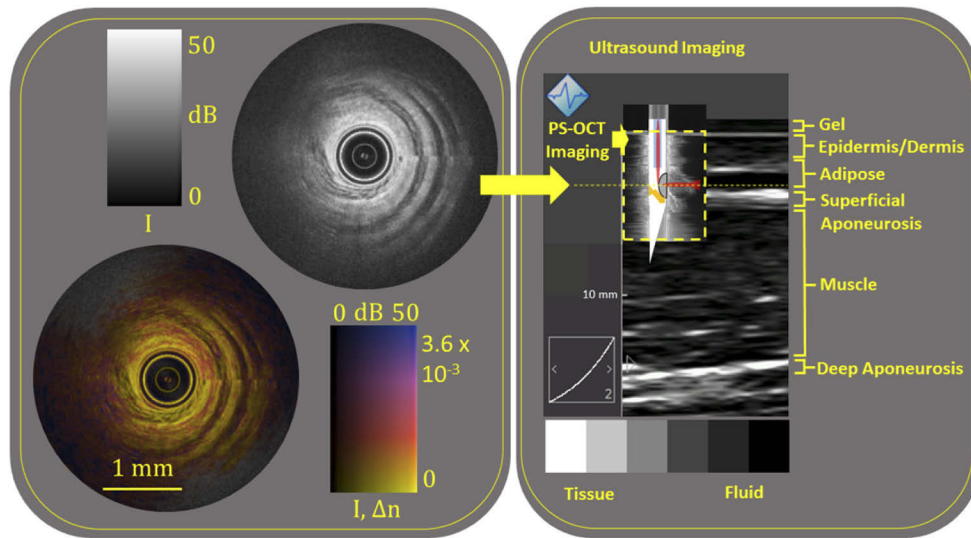 50
dB
0
I
1 mm
0 dB 50
3.6 x
10-3
0
I, Δn
Ultrasound Imaging
PS-OCT
Imaging
Gel
Epidermis/Dermis
Adipose
Superficial
Aponeurosis
Muscle
10 mm
Deep Aponeurosis
2
Tissue
Fluid